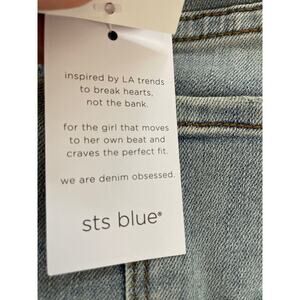 inspired by LA trends
to break hearts,
not the bank.
for the girl that moves
to her own beat and
craves the perfect fit.
we are denim obsessed.
sts blue®